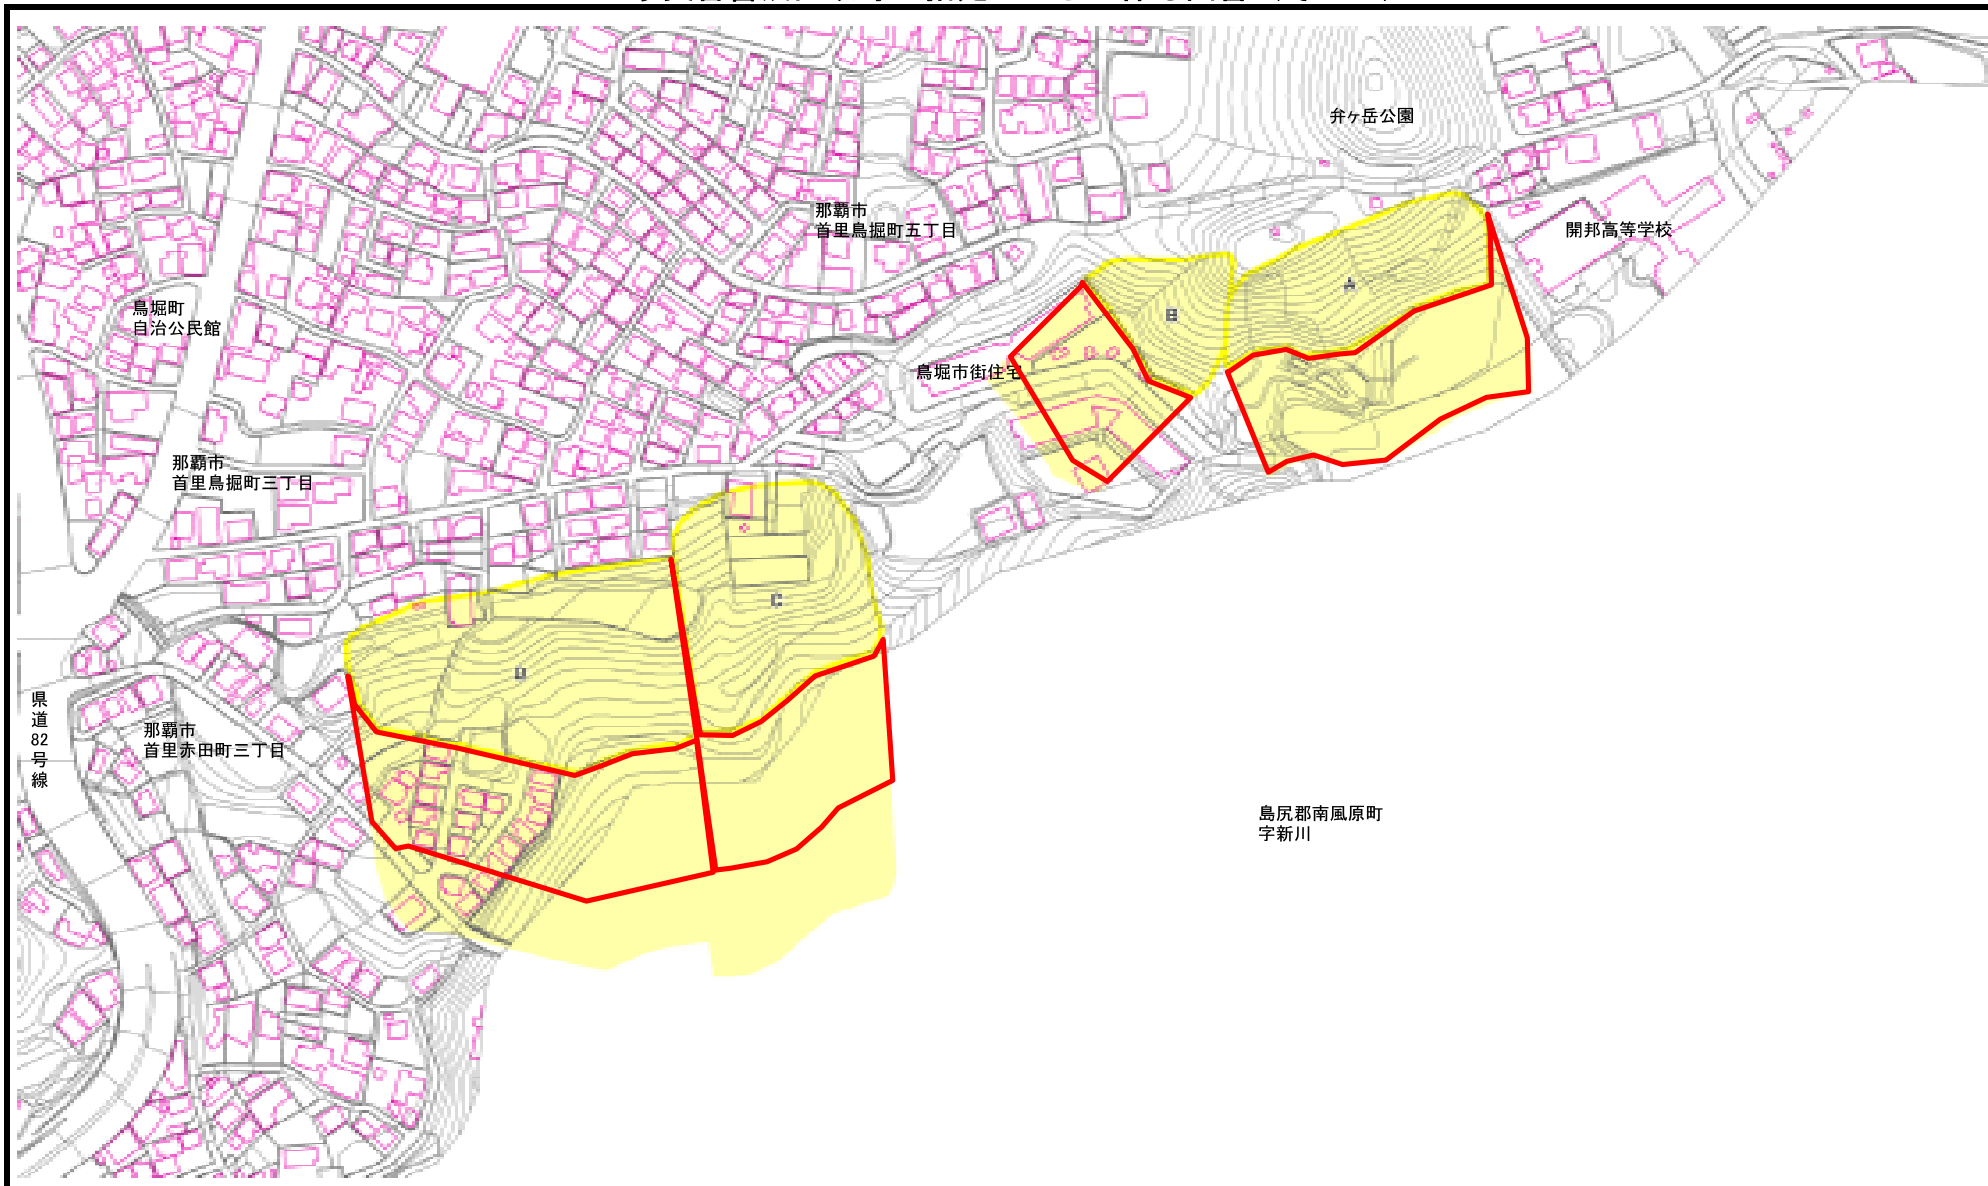 弁ヶ岳公園
那覇市
首里鳥堀町五丁目
開邦高等学校
A
B
鳥堀町
自治公民館
鳥堀市街住宅
那覇市
首里鳥堀町三丁目
C
D
県道82号線
那覇市
首里赤田町三丁目
島尻郡南風原町
字新川